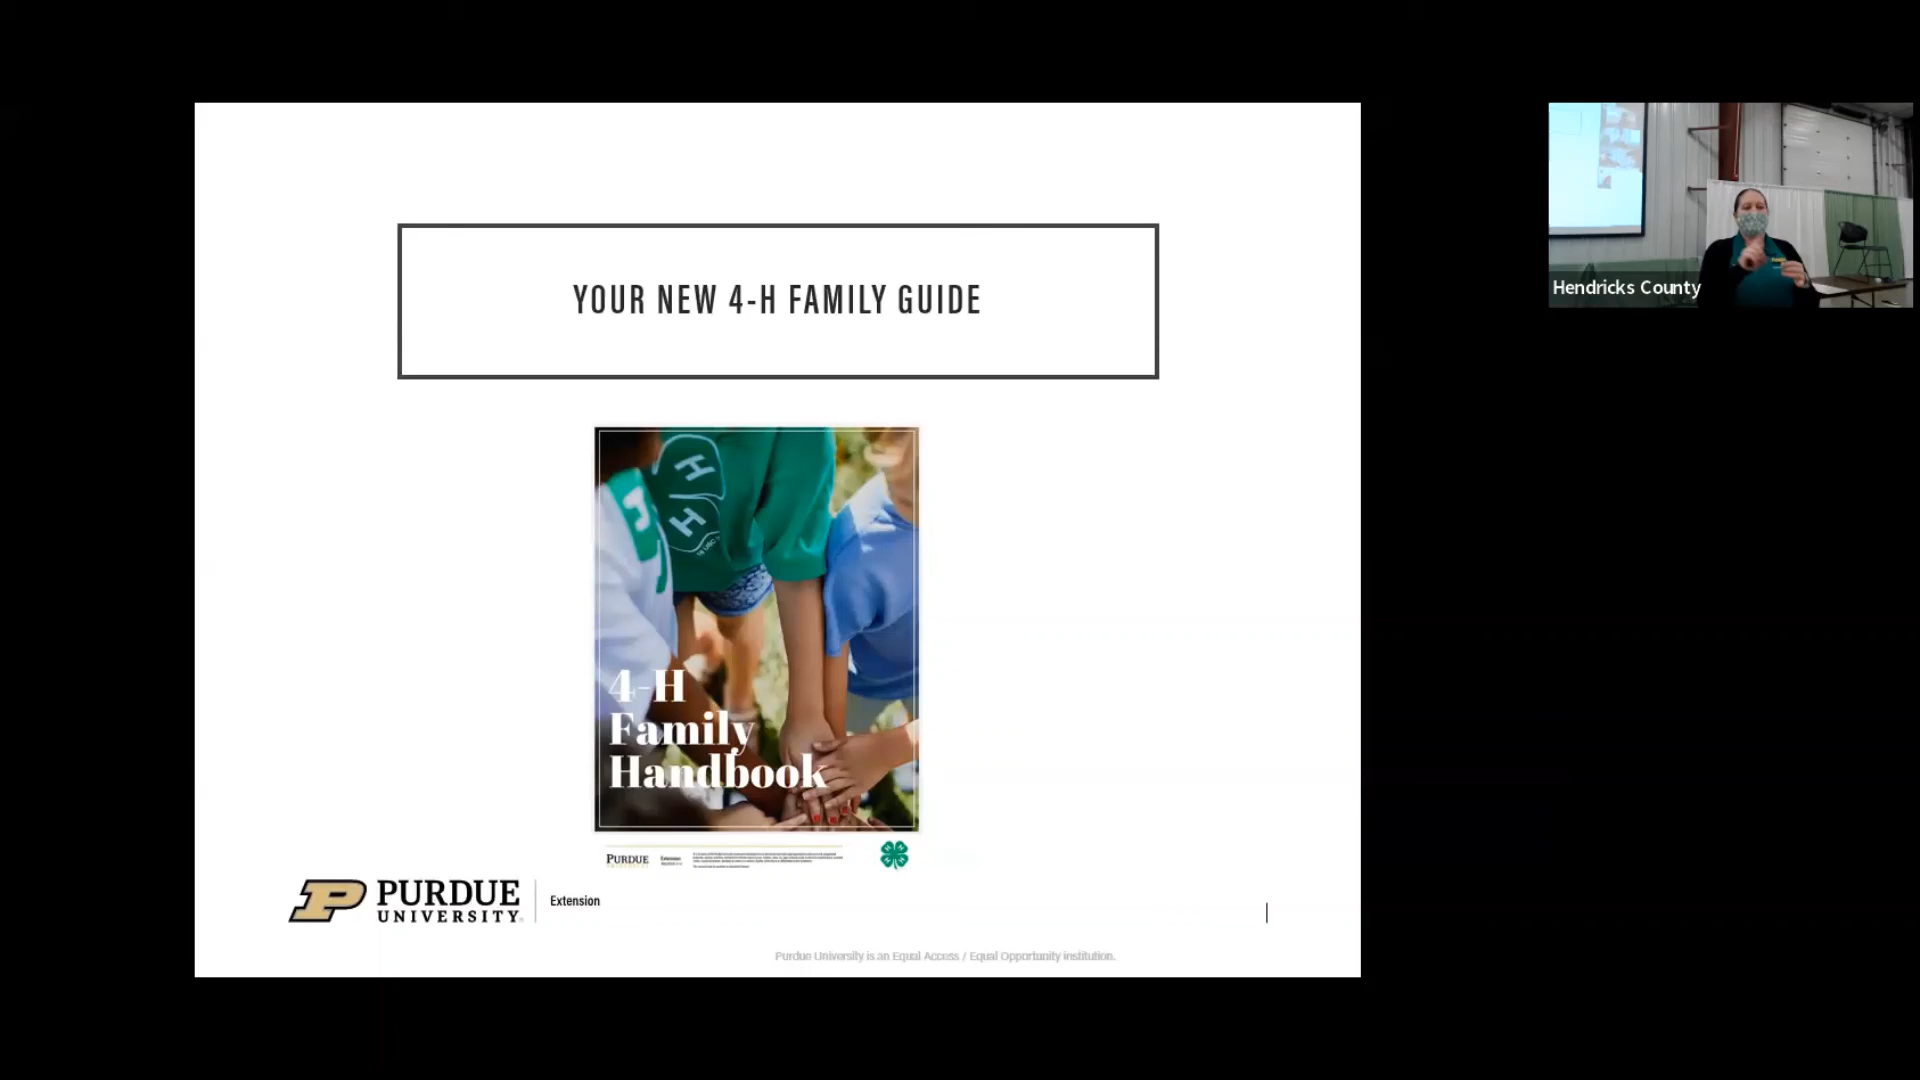 YOUR NEW 4-H FAMILY GUIDE
H
H
4-H
Family
Handbook
PURDUE
Extension
PURDUE
UNIVERSITY
Extension
Purdue University is an Equal Access / Equal Opportunity institution.
Hendricks County